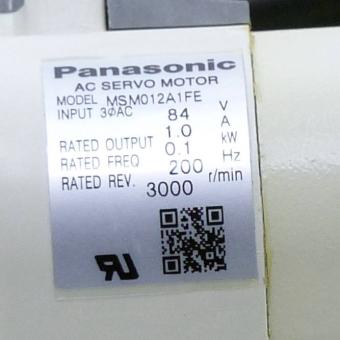 Panasonic
AC SERVO MOTOR
MODEL MSM012A1FE
INPUT 3ØAC 84 V
1.0 A
RATED OUTPUT 0.1 kW
RATED FREQ 200 Hz
RATED REV. 3000 r/min